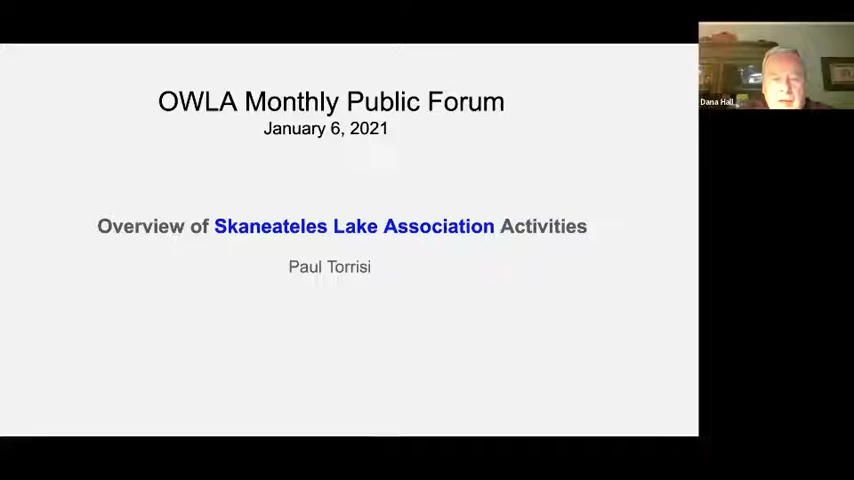 OWLA Monthly Public Forum
January 6, 2021
Overview of Skaneateles Lake Association Activities
Paul Torrisi
Dana Hall